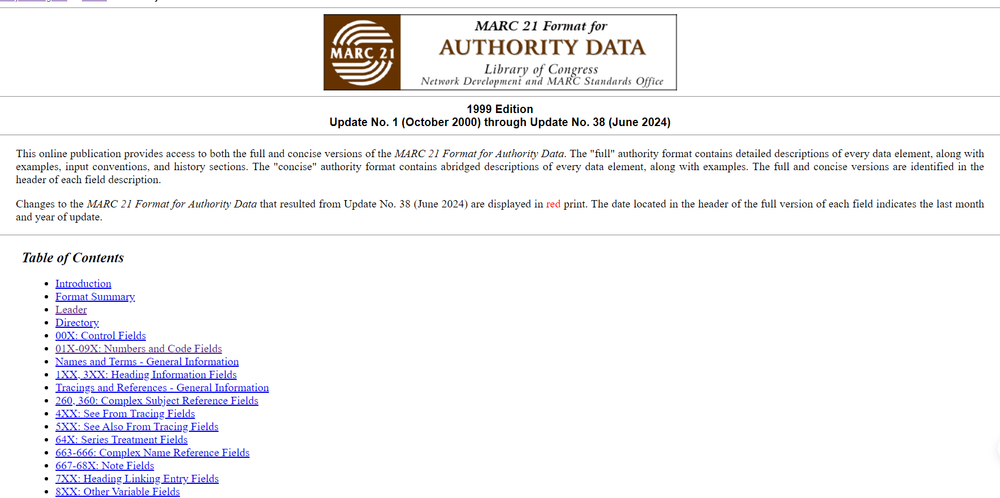 MARC 21
MARC 21 Format for
AUTHORITY DATA
Library of Congress
Network Development and MARC Standards Office
1999 Edition
Update No. 1 (October 2000) through Update No. 38 (June 2024)
This online publication provides access to both the full and concise versions of the MARC 21 Format for Authority Data. The "full" authority format contains detailed descriptions of every data element, along with
examples, input conventions, and history sections. The "concise" authority format contains abridged descriptions of every data element, along with examples. The full and concise versions are identified in the
header of each field description.
Changes to the MARC 21 Format for Authority Data that resulted from Update No. 38 (June 2024) are displayed in red print. The date located in the header of the full version of each field indicates the last month
and year of update.
Table of Contents
Introduction
Format Summary
Leader
Directory
00X: Control Fields
01X-09X: Numbers and Code Fields
Names and Terms - General Information
1XX, 3XX: Heading Information Fields
Tracings and References - General Information
260, 360: Complex Subject Reference Fields
4XX: See From Tracing Fields
5XX: See Also From Tracing Fields
64X: Series Treatment Fields
663-666: Complex Name Reference Fields
667-68X: Note Fields
7XX: Heading Linking Entry Fields
8XX: Other Variable Fields